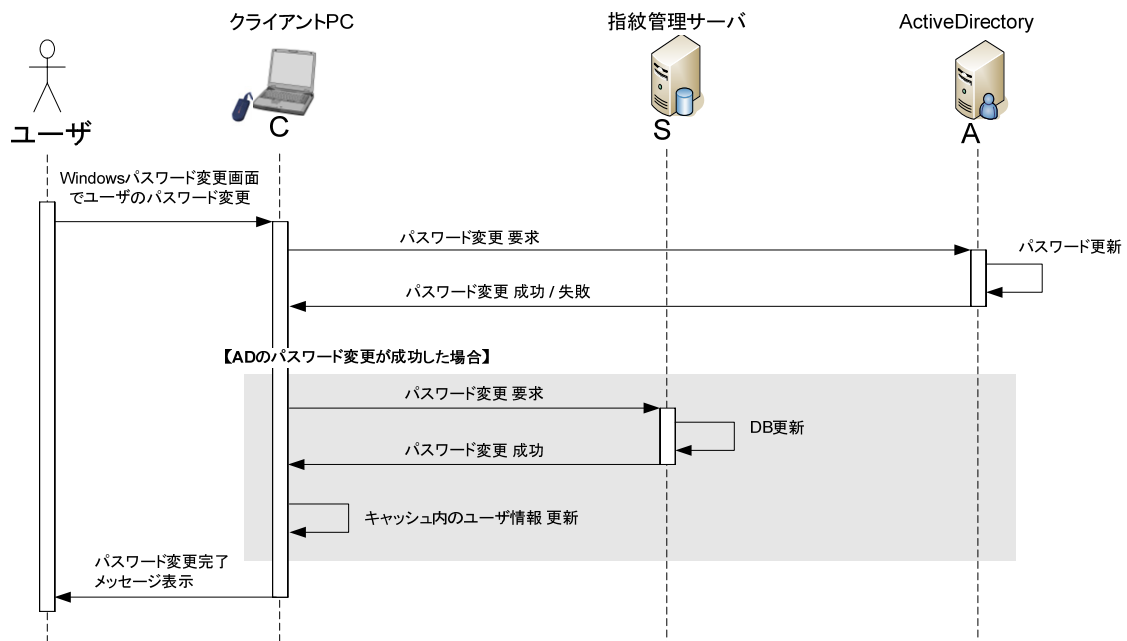 クライアントPC
指紋管理サーバ
ActiveDirectory
ユーザ
C
S
A
Windowsパスワード変更画面
でユーザのパスワード変更
パスワード変更 要求
パスワード更新
パスワード変更 成功 / 失敗
【ADのパスワード変更が成功した場合】
パスワード変更 要求
DB更新
パスワード変更 成功
キャッシュ内のユーザ情報 更新
パスワード変更完了
メッセージ表示